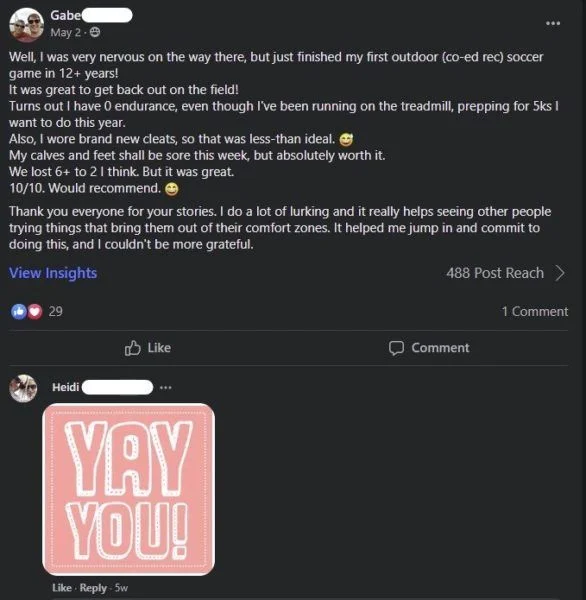 Gabe
May 2 ·
Well, I was very nervous on the way there, but just finished my first outdoor (co-ed rec) soccer
game in 12+ years!
It was great to get back out on the field!
Turns out I have 0 endurance, even though I've been running on the treadmill, prepping for 5ks I
want to do this year.
Also, I wore brand new cleats, so that was less-than ideal. 😅
My calves and feet shall be sore this week, but absolutely worth it.
We lost 6+ to 2 I think. But it was great.
10/10. Would recommend. 😄
Thank you everyone for your stories. I do a lot of lurking and it really helps seeing other people
trying things that bring them out of their comfort zones. It helped me jump in and commit to
doing this, and I couldn't be more grateful.
View Insights 488 Post Reach
29 1 Comment
Like Comment
Heidi
YAY
YOU!
Like · Reply · 5w